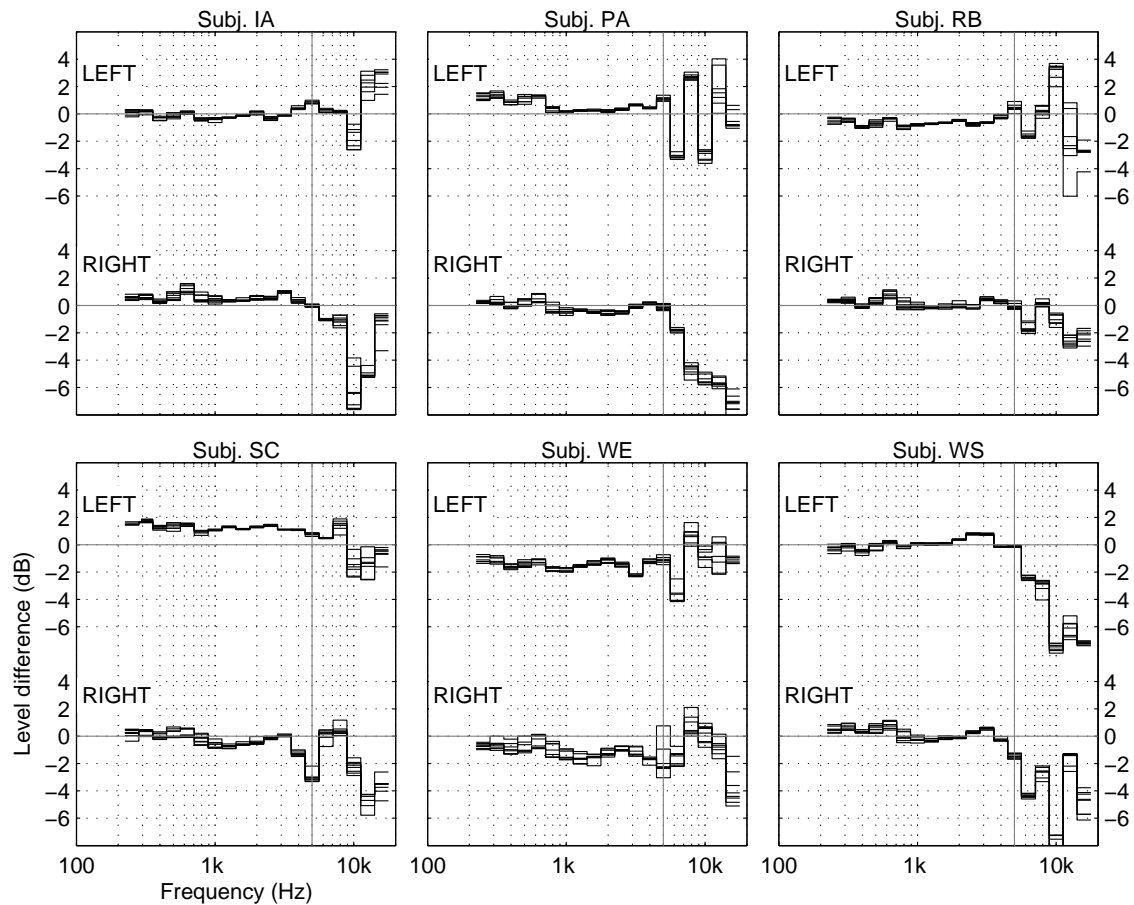 Subj. IA Subj. PA Subj. RB
4 LEFT LEFT LEFT 4
2 2
0 0
−2 −2
−4 −4
−6 −6
4 4
RIGHT RIGHT RIGHT
2 2
0 0
−2 −2
−4 −4
−6 −6
Subj. SC Subj. WE Subj. WS
4 4
LEFT LEFT LEFT
2 2
0 0
−2 −2
−4 −4
−6 −6
Level difference (dB)
4 4
RIGHT RIGHT RIGHT
2 2
0 0
−2 −2
−4 −4
−6 −6
100 1k 10k 100 1k 10k 100 1k 10k
Frequency (Hz)